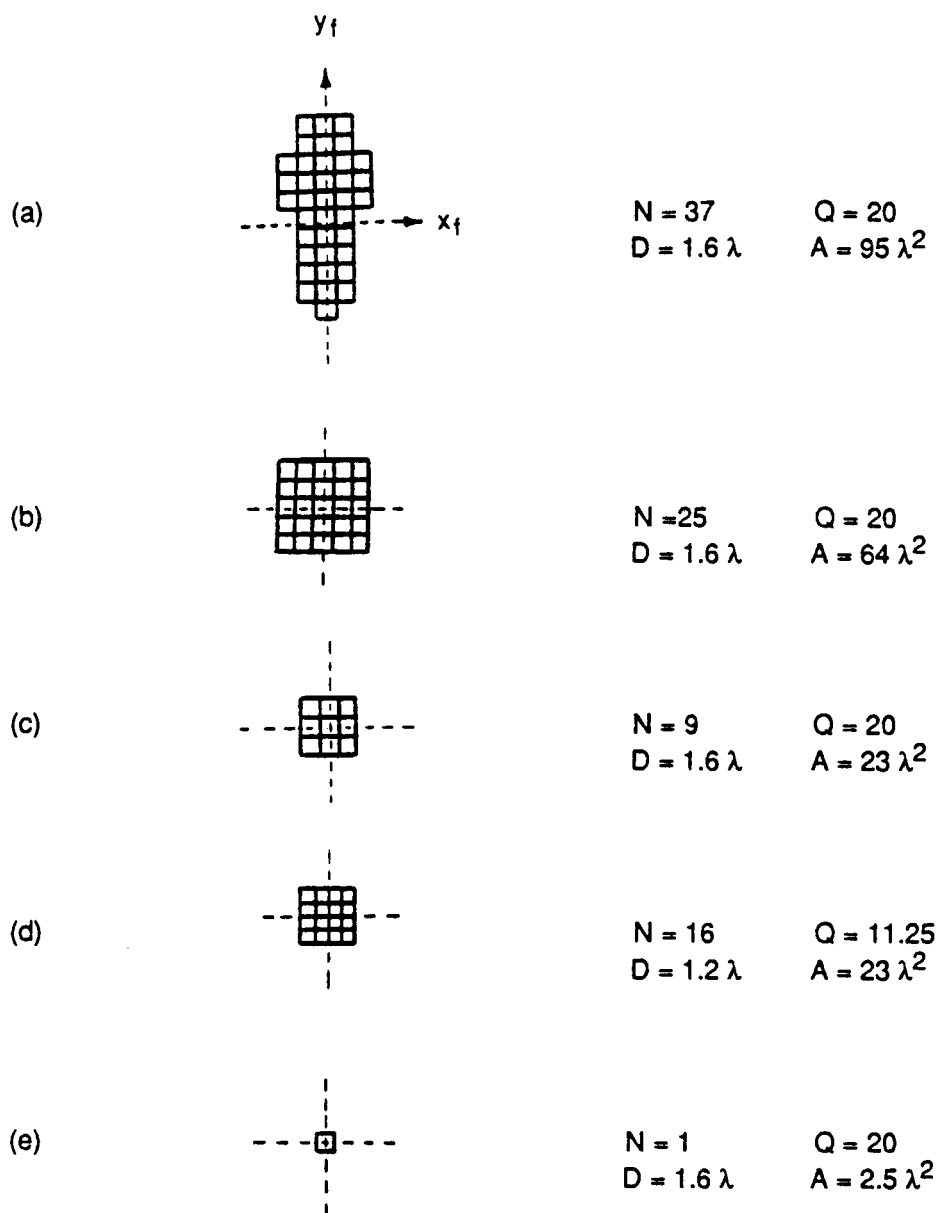 y_f
x_f
(a)
N = 37 Q = 20
D = 1.6 λ A = 95 λ²
(b)
N =25 Q = 20
D = 1.6 λ A = 64 λ²
(c)
N = 9 Q = 20
D = 1.6 λ A = 23 λ²
(d)
N = 16 Q = 11.25
D = 1.2 λ A = 23 λ²
(e)
N = 1 Q = 20
D = 1.6 λ A = 2.5 λ²